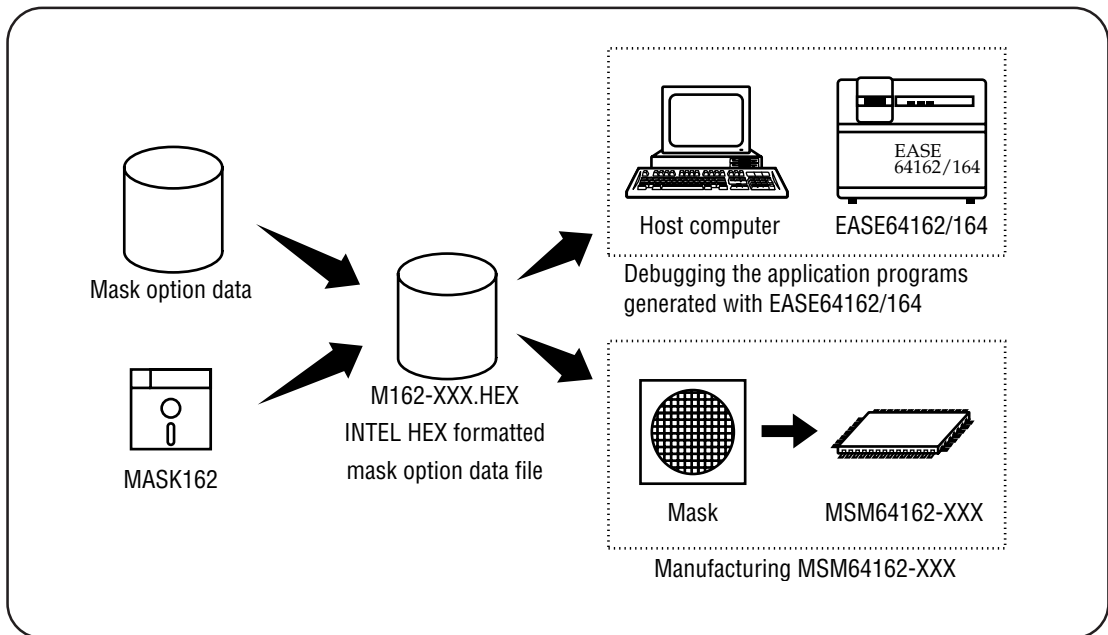 Mask option data
MASK162
M162-XXX.HEX
INTEL HEX formatted
mask option data file
EASE
64162/164
Host computer
EASE64162/164
Debugging the application programs
generated with EASE64162/164
Mask
MSM64162-XXX
Manufacturing MSM64162-XXX